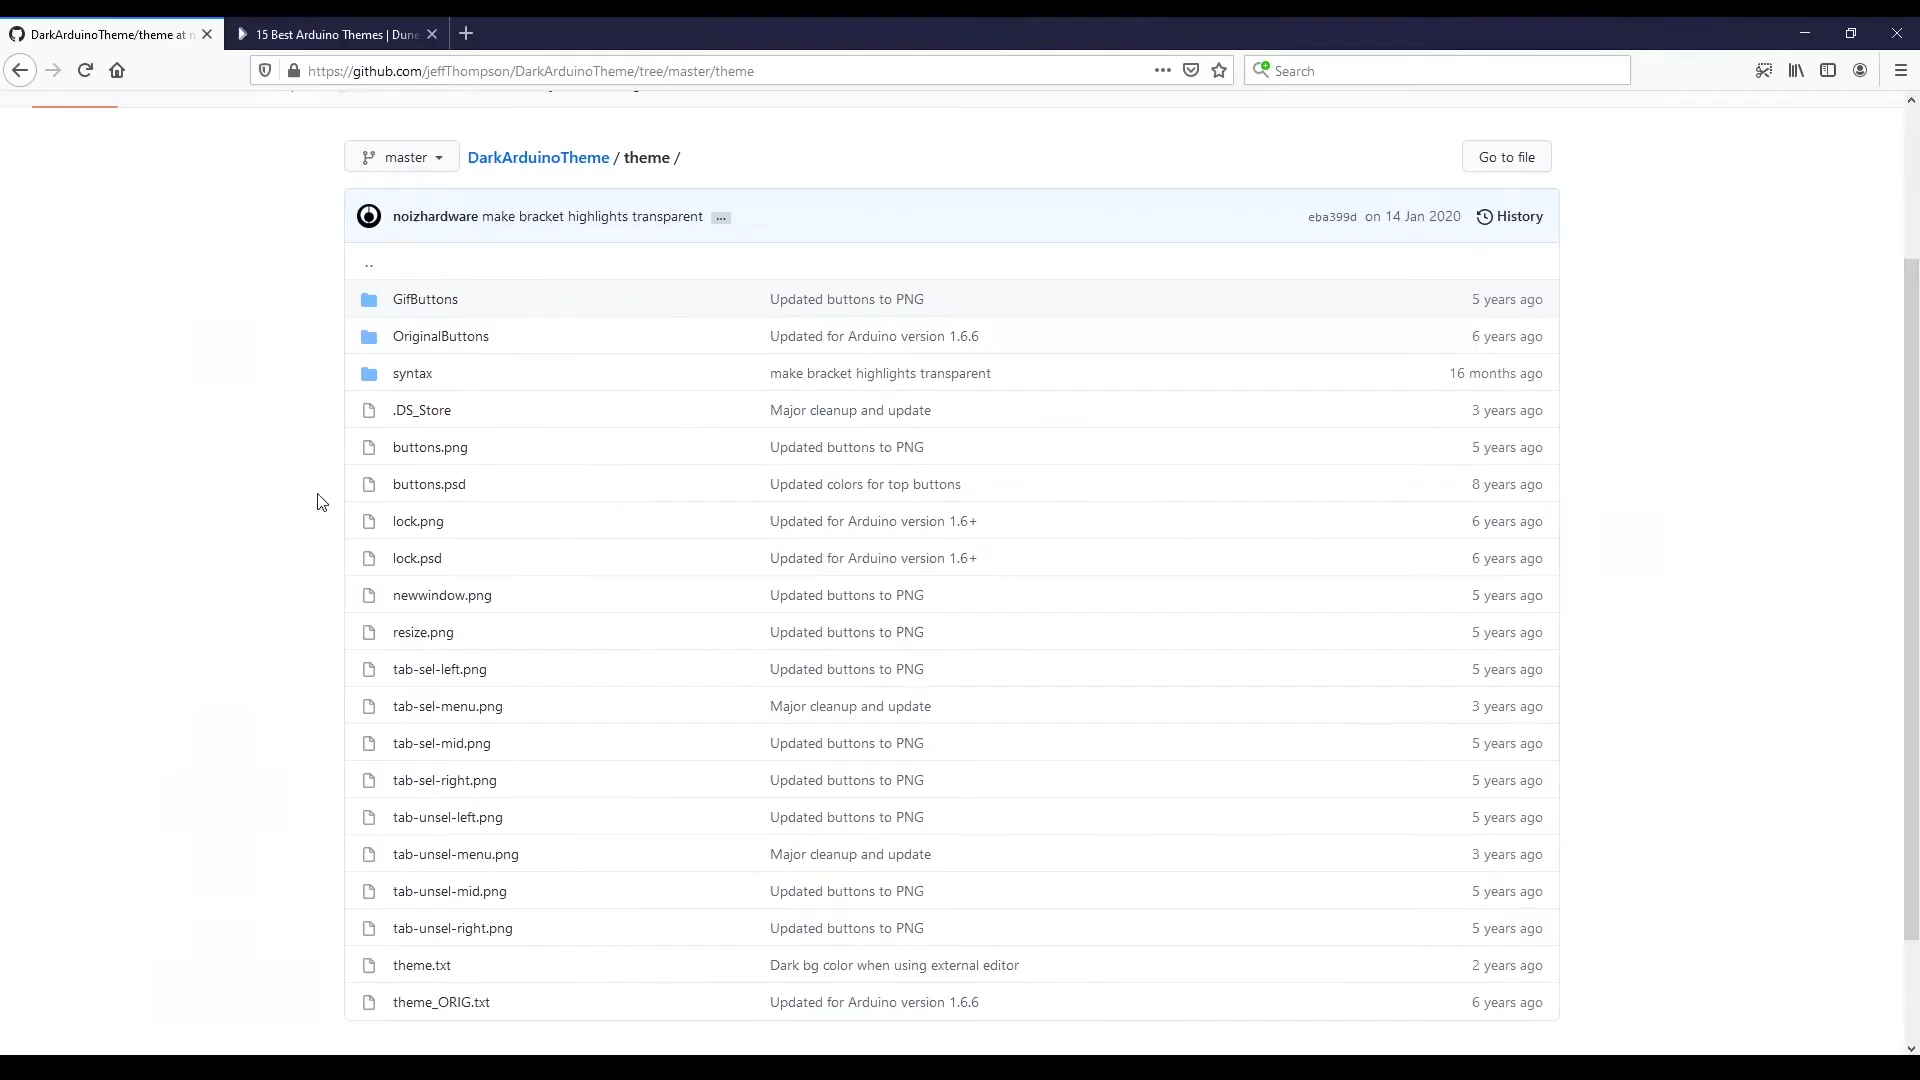 DarkArduinoTheme/theme at n
15 Best Arduino Themes | Dune
https://github.com/jeffThompson/DarkArduinoTheme/tree/master/theme
Search
master
DarkArduinoTheme / theme /
Go to file
noizhardware make bracket highlights transparent ...
eba399d on 14 Jan 2020 History
..
GifButtons Updated buttons to PNG 5 years ago
OriginalButtons Updated for Arduino version 1.6.6 6 years ago
syntax make bracket highlights transparent 16 months ago
.DS_Store Major cleanup and update 3 years ago
buttons.png Updated buttons to PNG 5 years ago
buttons.psd Updated colors for top buttons 8 years ago
lock.png Updated for Arduino version 1.6+ 6 years ago
lock.psd Updated for Arduino version 1.6+ 6 years ago
newwindow.png Updated buttons to PNG 5 years ago
resize.png Updated buttons to PNG 5 years ago
tab-sel-left.png Updated buttons to PNG 5 years ago
tab-sel-menu.png Major cleanup and update 3 years ago
tab-sel-mid.png Updated buttons to PNG 5 years ago
tab-sel-right.png Updated buttons to PNG 5 years ago
tab-unsel-left.png Updated buttons to PNG 5 years ago
tab-unsel-menu.png Major cleanup and update 3 years ago
tab-unsel-mid.png Updated buttons to PNG 5 years ago
tab-unsel-right.png Updated buttons to PNG 5 years ago
theme.txt Dark bg color when using external editor 2 years ago
theme_ORIG.txt Updated for Arduino version 1.6.6 6 years ago